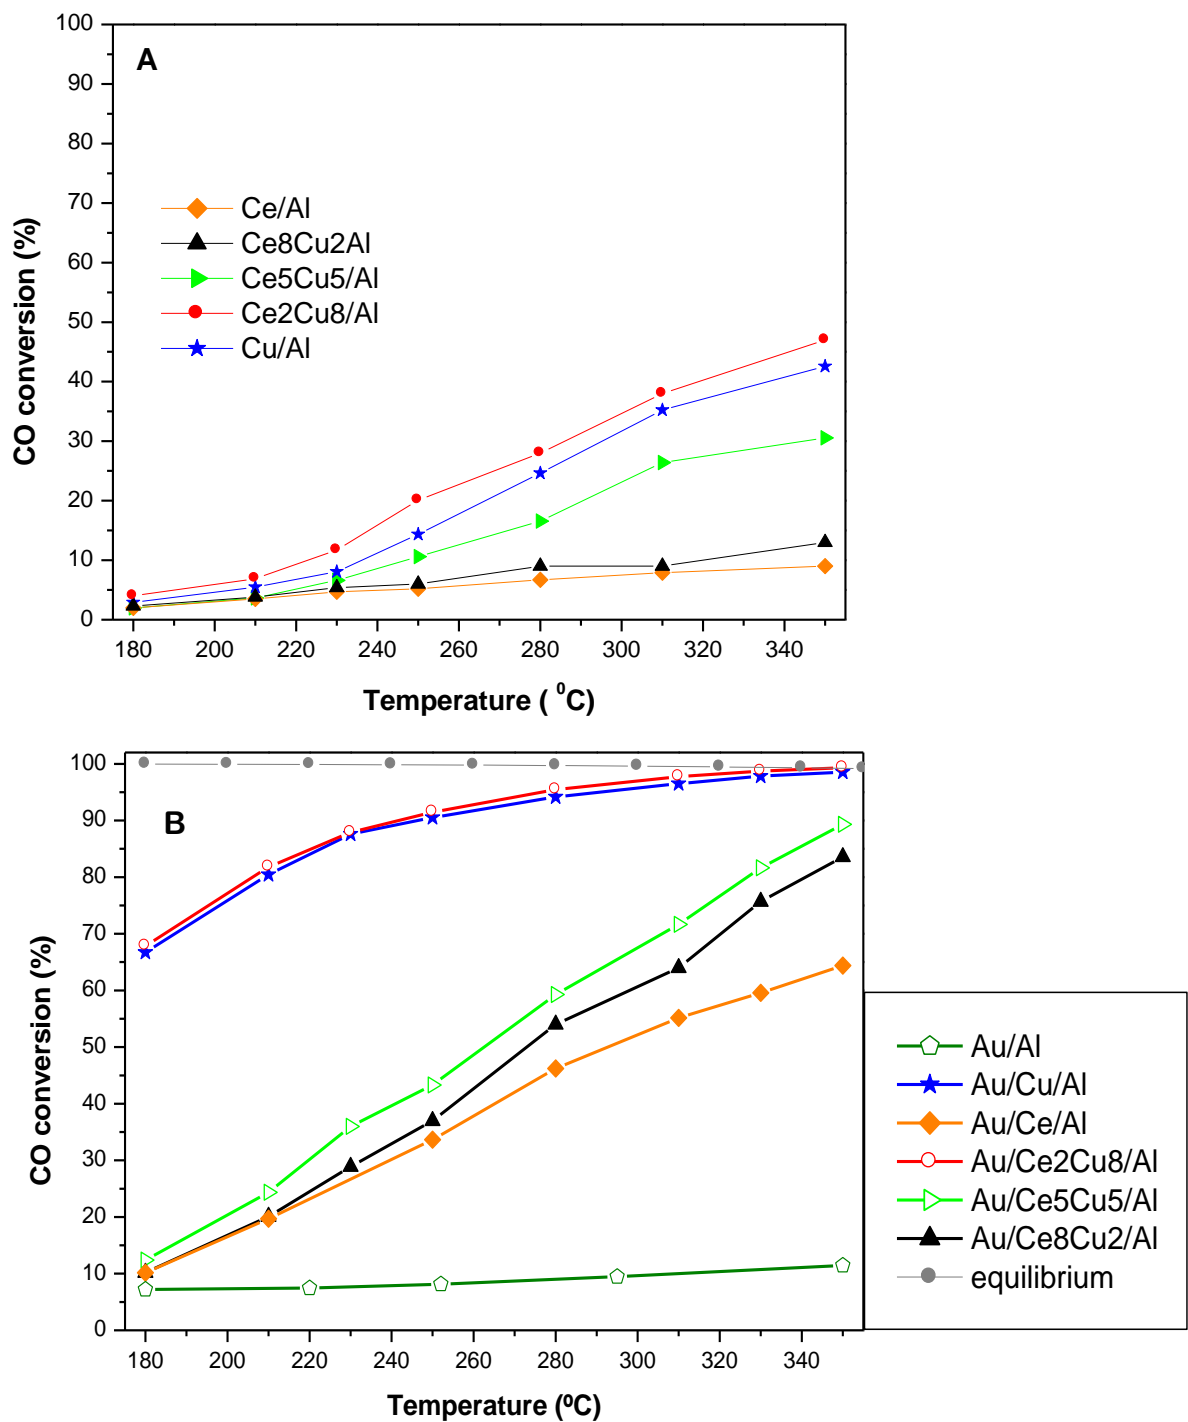 A
100
90
80
70
60
50
40
30
20
10
0
CO conversion (%)
Ce/Al
Ce8Cu2Al
Ce5Cu5/Al
Ce2Cu8/Al
Cu/Al
180 200 220 240 260 280 300 320 340
Temperature ( ⁰C)
B
100
90
80
70
60
50
40
30
20
10
0
CO conversion (%)
Au/Al
Au/Cu/Al
Au/Ce/Al
Au/Ce2Cu8/Al
Au/Ce5Cu5/Al
Au/Ce8Cu2/Al
equilibrium
180 200 220 240 260 280 300 320 340
Temperature (ºC)